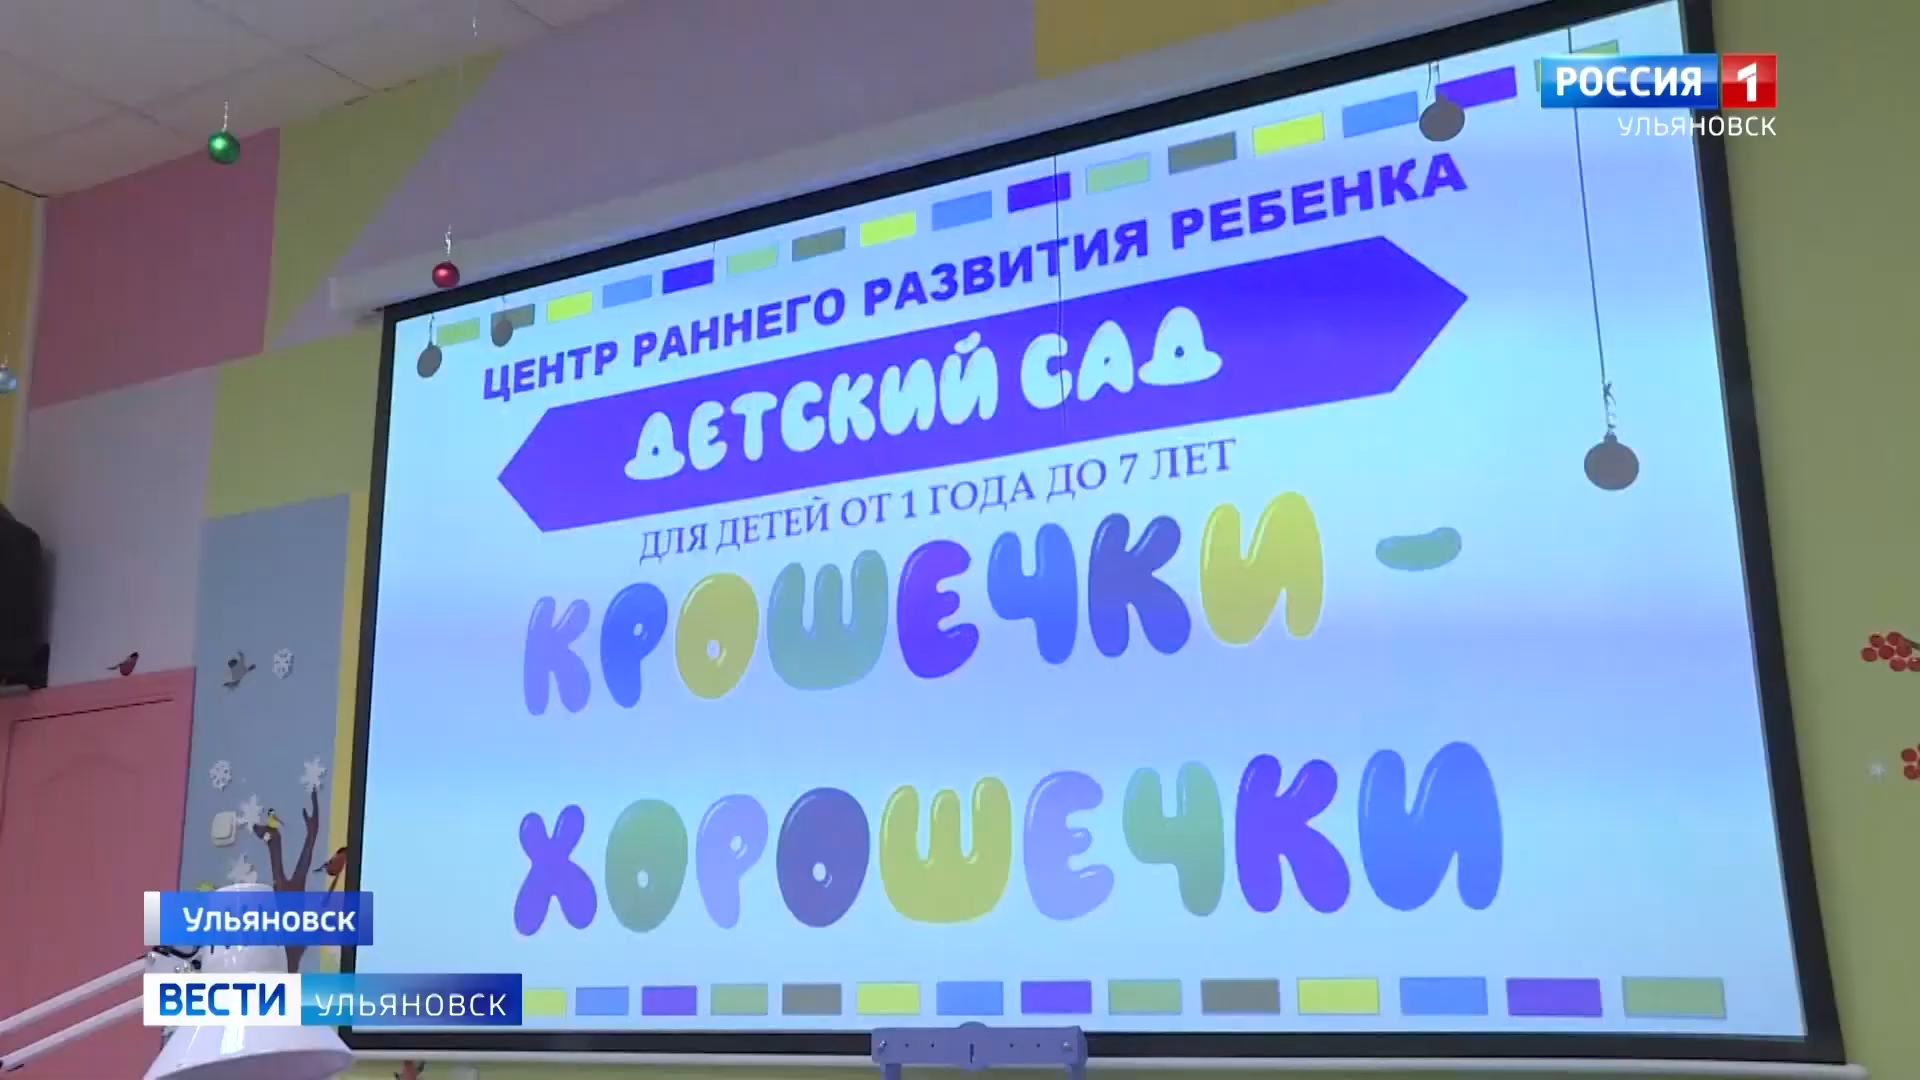 РОССИЯ 1
УЛЬЯНОВСК
ЦЕНТР РАННЕГО РАЗВИТИЯ РЕБЕНКА
ДЕТСКИЙ САД
ДЛЯ ДЕТЕЙ ОТ 1 ГОДА ДО 7 ЛЕТ
КРОШЕЧКИ -
ХОРОШЕЧКИ
Ульяновск
ВЕСТИ УЛЬЯНОВСК